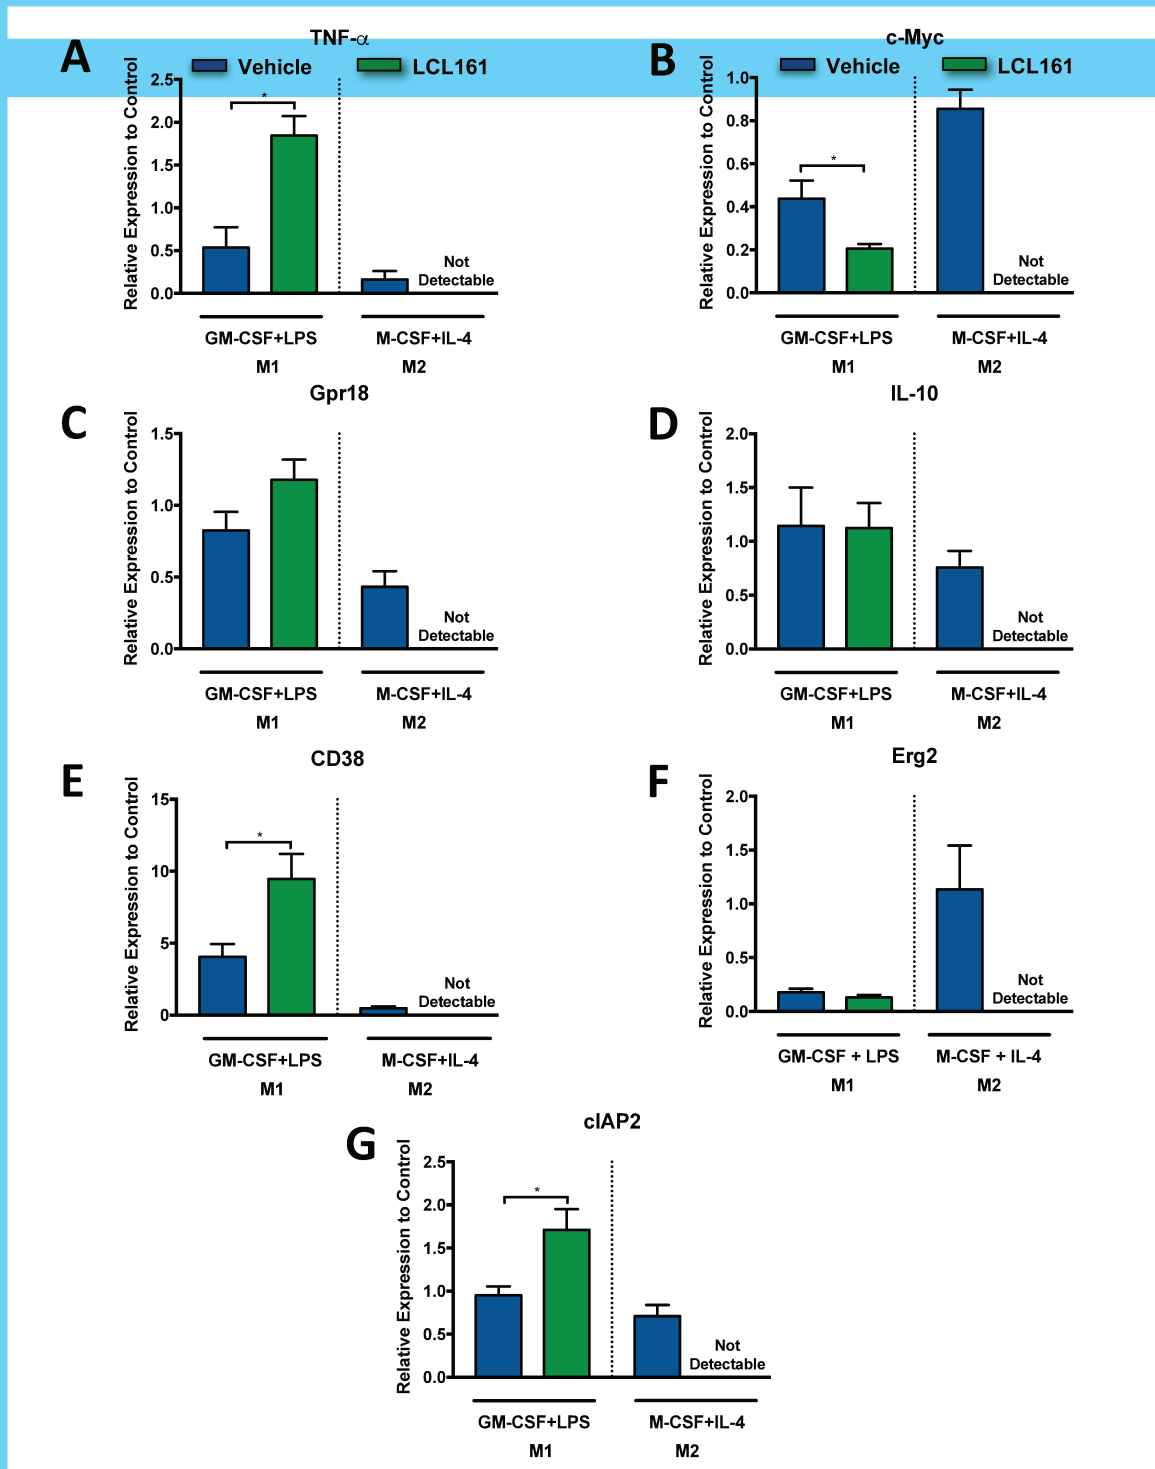 A
TNF-α
Vehicle
LCL161
Relative Expression to Control
2.5
2.0
1.5
1.0
0.5
0.0
*
Not
Detectable
GM-CSF+LPS
M-CSF+IL-4
M1
M2
B
c-Myc
Vehicle
LCL161
Relative Expression to Control
1.0
0.8
0.6
0.4
0.2
0.0
*
Not
Detectable
GM-CSF+LPS
M-CSF+IL-4
M1
M2
C
Gpr18
Relative Expression to Control
1.5
1.0
0.5
0.0
Not
Detectable
GM-CSF+LPS
M-CSF+IL-4
M1
M2
D
IL-10
Relative Expression to Control
2.0
1.5
1.0
0.5
0.0
Not
Detectable
GM-CSF+LPS
M-CSF+IL-4
M1
M2
E
CD38
Relative Expression to Control
15
10
5
0
*
Not
Detectable
GM-CSF+LPS
M-CSF+IL-4
M1
M2
F
Erg2
Relative Expression to Control
2.0
1.5
1.0
0.5
0.0
Not
Detectable
GM-CSF + LPS
M-CSF + IL-4
M1
M2
G
cIAP2
Relative Expression to Control
2.5
2.0
1.5
1.0
0.5
0.0
*
Not
Detectable
GM-CSF+LPS
M-CSF+IL-4
M1
M2